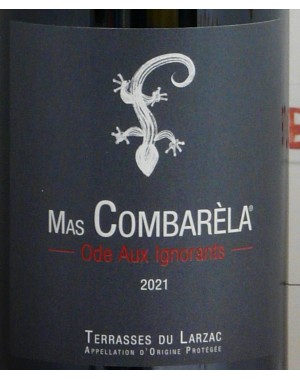 MAS COMBARÈLA®
Ode Aux Ignorants
2021
TERRASSES DU LARZAC
APPELLATION D'ORIGINE PROTÉGÉE